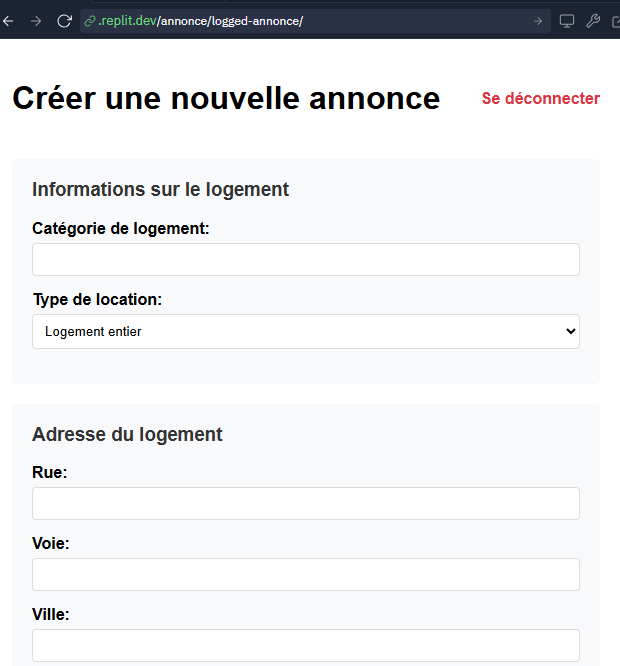 .replit.dev/annonce/logged-annonce/
Créer une nouvelle annonce
Se déconnecter
Informations sur le logement
Catégorie de logement:
Type de location:
Logement entier
Adresse du logement
Rue:
Voie:
Ville: